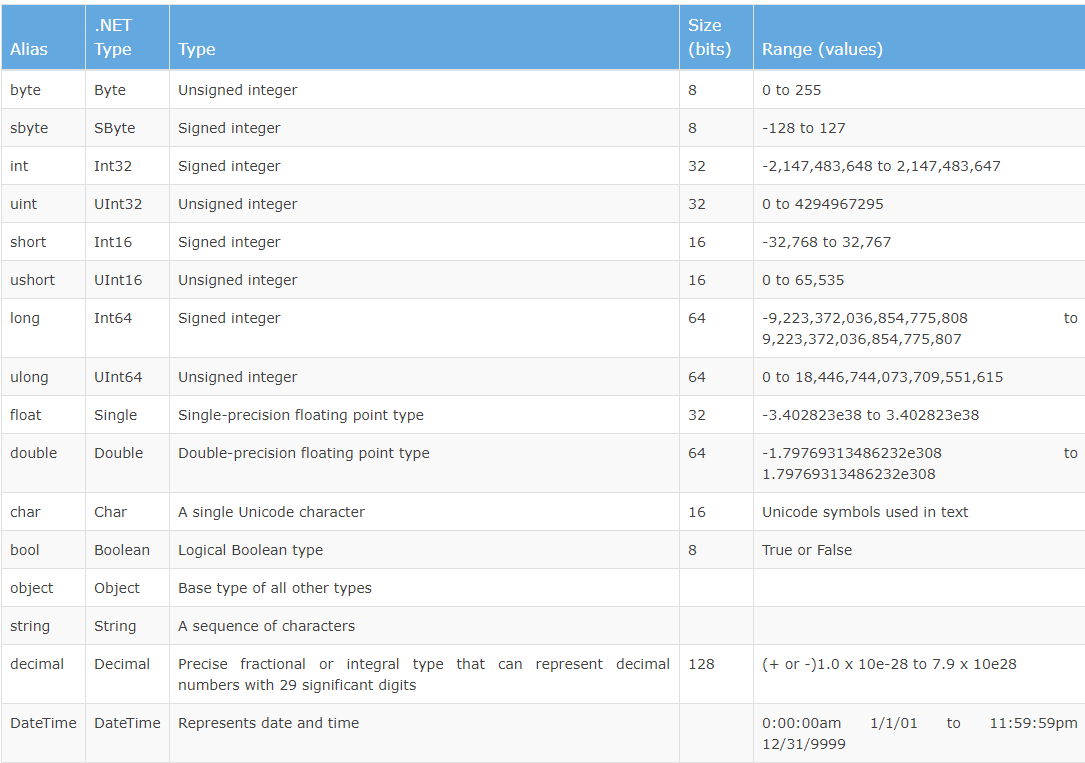 Alias .NET Type Type Size (bits) Range (values)
byte Byte Unsigned integer 8 0 to 255
sbyte SByte Signed integer 8 -128 to 127
int Int32 Signed integer 32 -2,147,483,648 to 2,147,483,647
uint UInt32 Unsigned integer 32 0 to 4294967295
short Int16 Signed integer 16 -32,768 to 32,767
ushort UInt16 Unsigned integer 16 0 to 65,535
long Int64 Signed integer 64 -9,223,372,036,854,775,808 to
9,223,372,036,854,775,807
ulong UInt64 Unsigned integer 64 0 to 18,446,744,073,709,551,615
float Single Single-precision floating point type 32 -3.402823e38 to 3.402823e38
double Double Double-precision floating point type 64 -1.79769313486232e308 to
1.79769313486232e308
char Char A single Unicode character 16 Unicode symbols used in text
bool Boolean Logical Boolean type 8 True or False
object Object Base type of all other types
string String A sequence of characters
decimal Decimal Precise fractional or integral type that can represent decimal 128 (+ or -)1.0 x 10e-28 to 7.9 x 10e28
numbers with 29 significant digits
DateTime DateTime Represents date and time 0:00:00am 1/1/01 to 11:59:59pm
12/31/9999